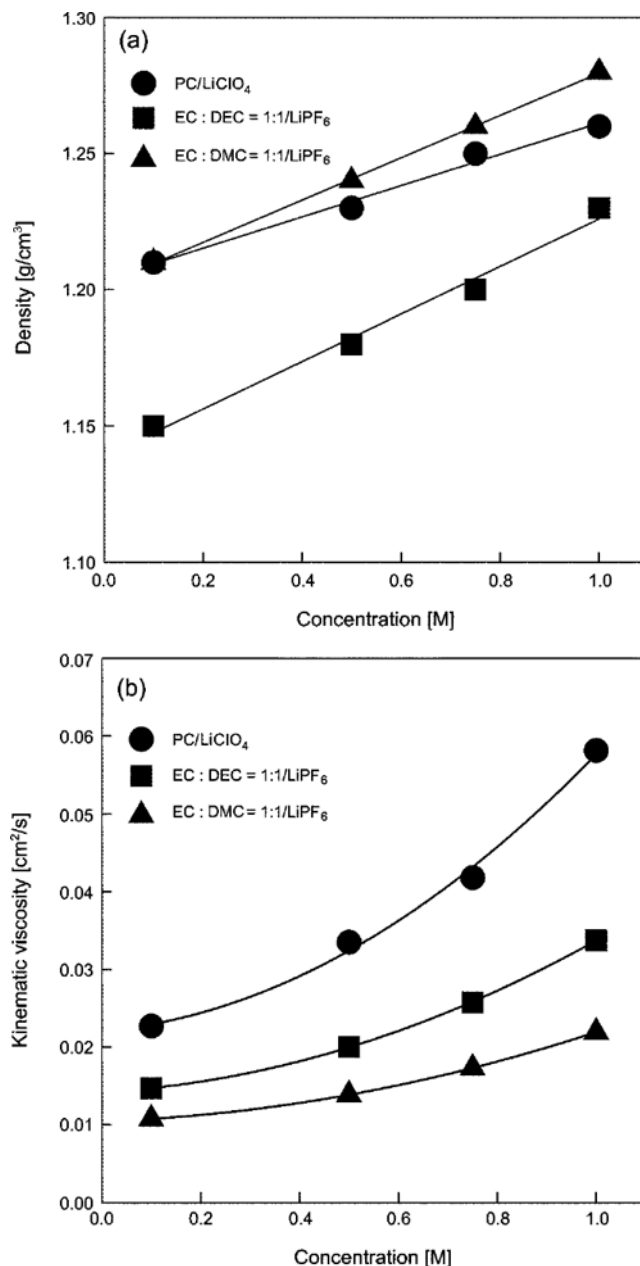 (a)
PC/LiClO₄
EC : DEC = 1:1/LiPF₆
EC : DMC = 1:1/LiPF₆
1.30
1.25
1.20
1.15
1.10
Density [g/cm³]
0.0 0.2 0.4 0.6 0.8 1.0
Concentration [M]
(b)
PC/LiClO₄
EC : DEC = 1:1/LiPF₆
EC : DMC = 1:1/LiPF₆
0.07
0.06
0.05
0.04
0.03
0.02
0.01
0.00
Kinematic viscosity [cm²/s]
0.0 0.2 0.4 0.6 0.8 1.0
Concentration [M]